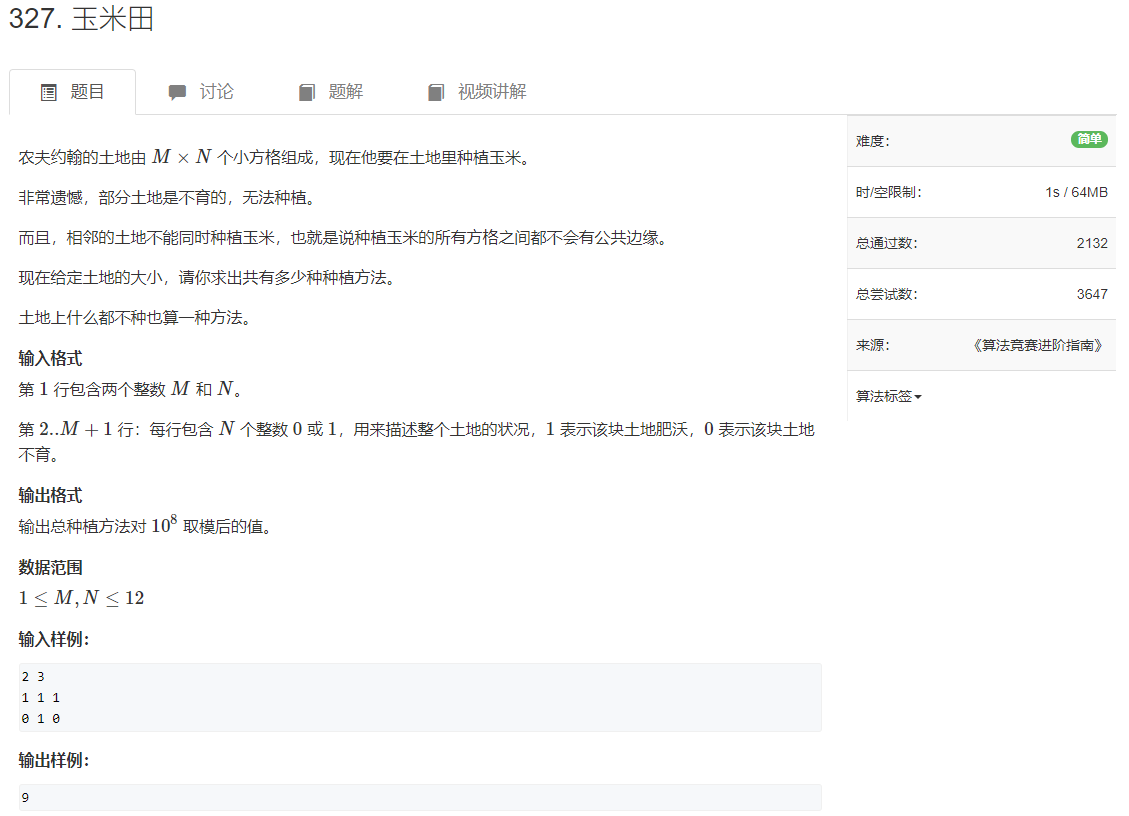 327. 玉米田
题目 讨论 题解 视频讲解
农夫约翰的土地由 M × N 个小方格组成，现在他要在土地里种植玉米。
非常遗憾，部分土地是不育的，无法种植。
而且，相邻的土地不能同时种植玉米，也就是说种植玉米的所有方格之间都不会有公共边缘。
现在给定土地的大小，请你求出共有多少种种植方法。
土地上什么都不种也算一种方法。
输入格式
第 1 行包含两个整数 M 和 N。
第 2..M + 1 行：每行包含 N 个整数 0 或 1，用来描述整个土地的状况，1 表示该块土地肥沃，0 表示该块土地
不育。
输出格式
输出总种植方法对 10⁸ 取模后的值。
数据范围
1 ≤ M, N ≤ 12
输入样例：
2 3
1 1 1
0 1 0
输出样例：
9
难度： 简单
时/空限制： 1s / 64MB
总通过数： 2132
总尝试数： 3647
来源： 《算法竞赛进阶指南》
算法标签